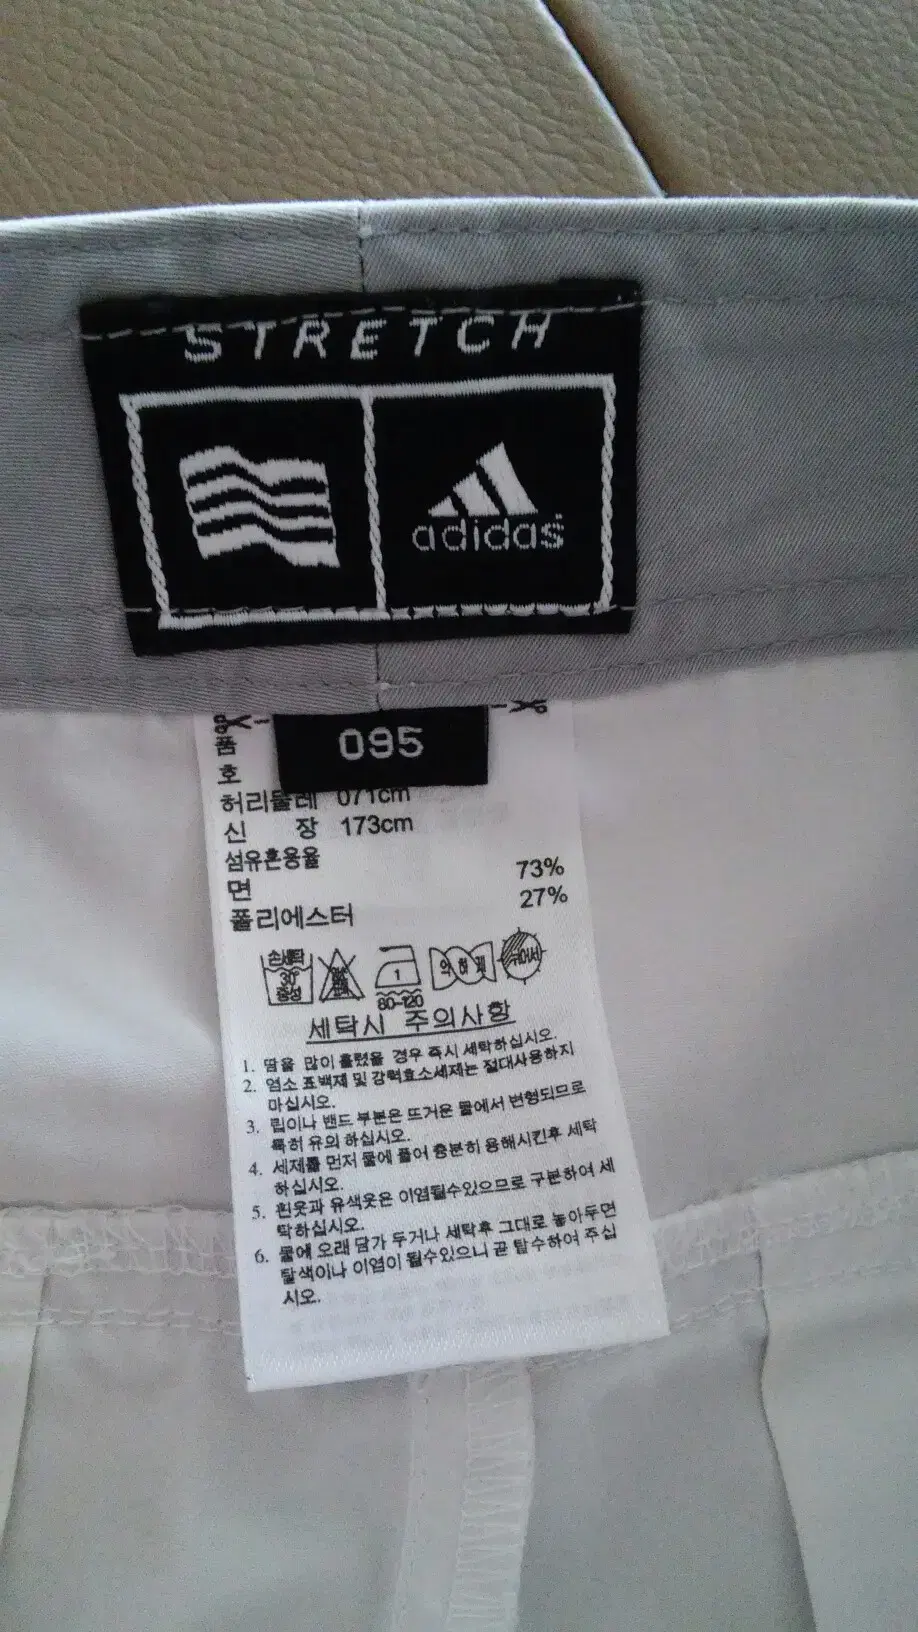 STRETCH
adidas
095
품
호
허리둘레 071cm
신 장 173cm
섬유혼용율
면 73%
폴리에스터 27%
손세탁
30°
중성
1
80-120
세탁시 주의사항
1. 땀을 많이 흘렸을 경우 즉시 세탁하십시오.
2. 염소 표백제 및 강력효소세제는 절대사용하지
마십시오.
3. 립이나 밴드 부분은 뜨거운 물에서 변형되므로
특히 유의 하십시오.
4. 세제를 먼저 물에 풀어 충분히 용해시킨후 세탁
하십시오.
5. 흰옷과 유색옷은 이염될수있으므로 구분하여 세
탁하십시오.
6. 물에 오래 담가 두거나 세탁후 그대로 놓아두면
탈색이나 이염이 될수있으니 곧 탈수하여 주십
시오.